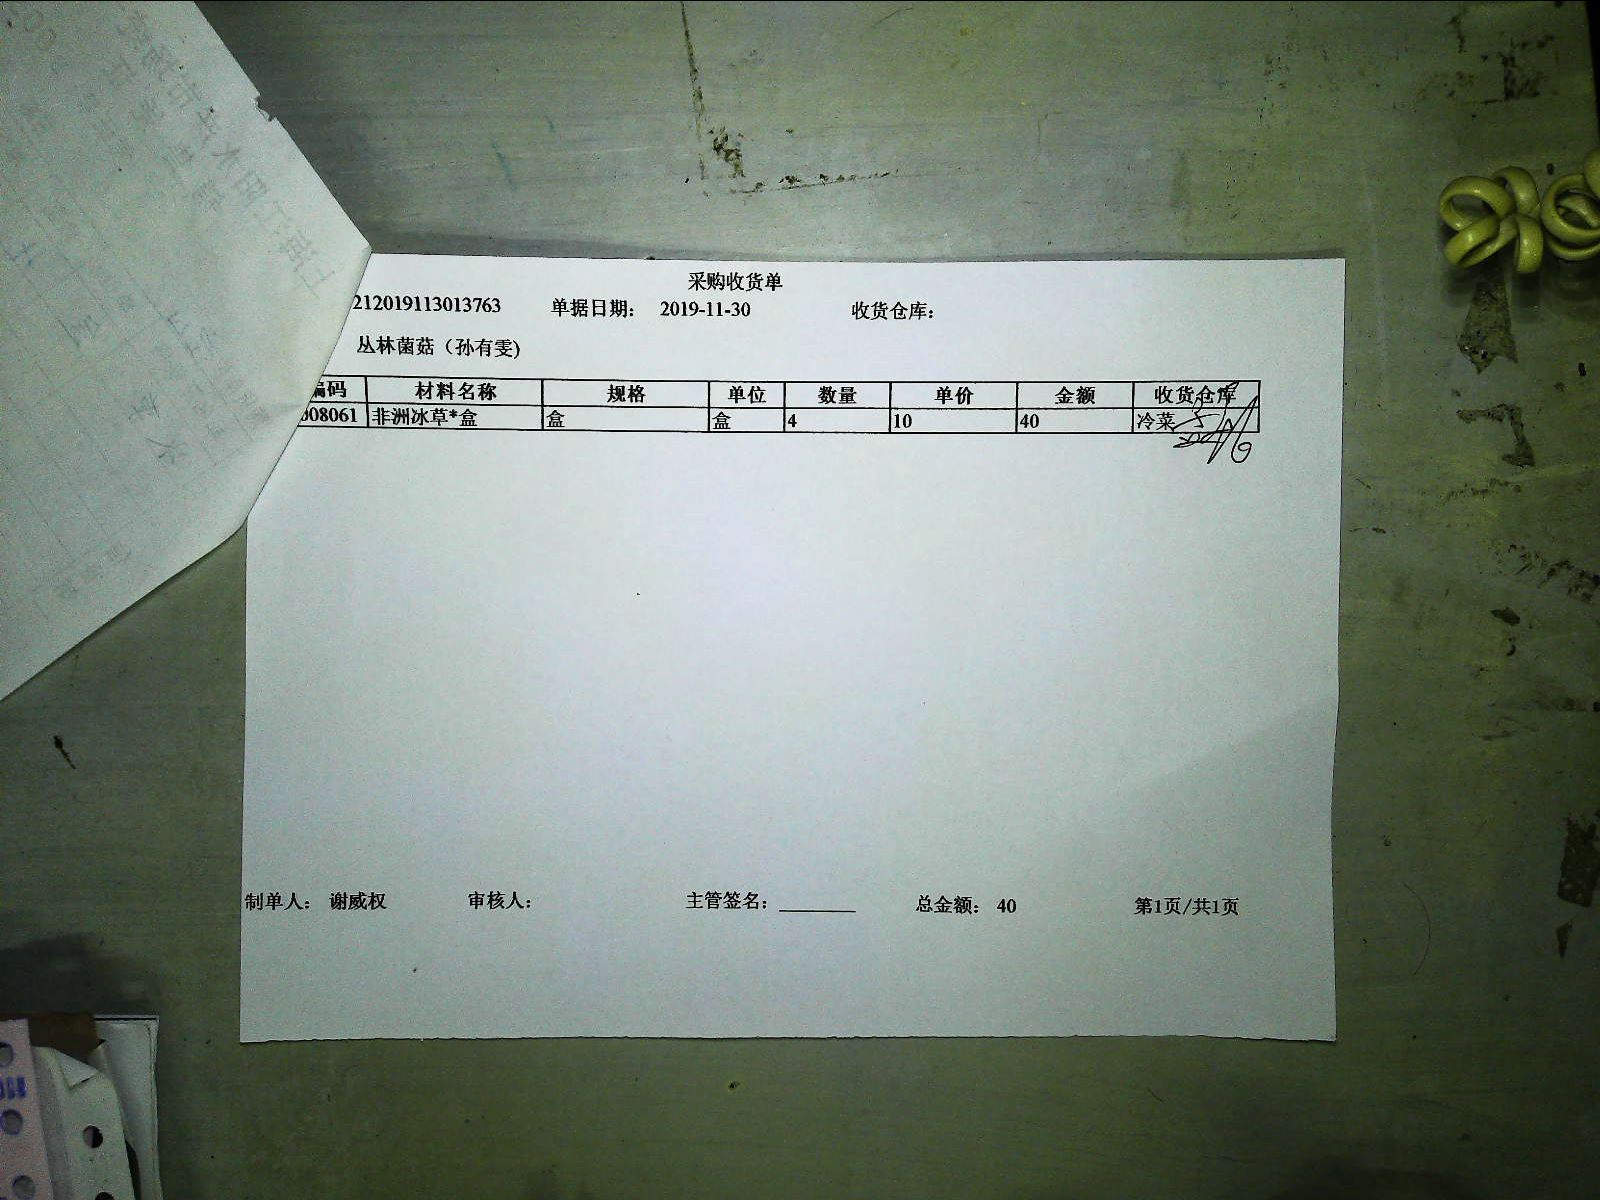 采购收货单
212019113013763 单据日期： 2019-11-30 收货仓库：
丛林菌菇（孙有雯)
编码 材料名称 规格 单位 数量 单价 金额 收货仓库
008061 非洲冰草*盒 盒 盒 4 10 40 冷菜
制单人： 谢威权 审核人： 主管签名： ________ 总金额： 40 第1页/共1页